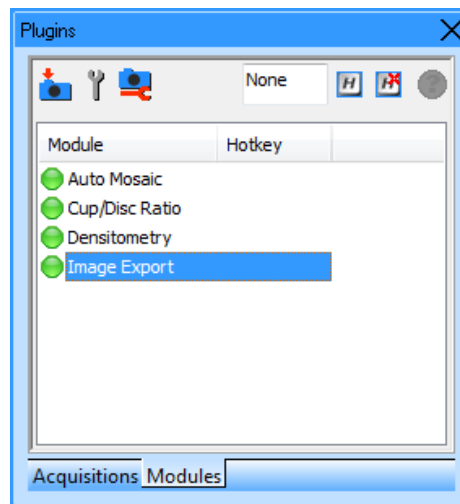 Plugins
None H H
Module Hotkey
Auto Mosaic
Cup/Disc Ratio
Densitometry
Image Export
Acquisitions Modules